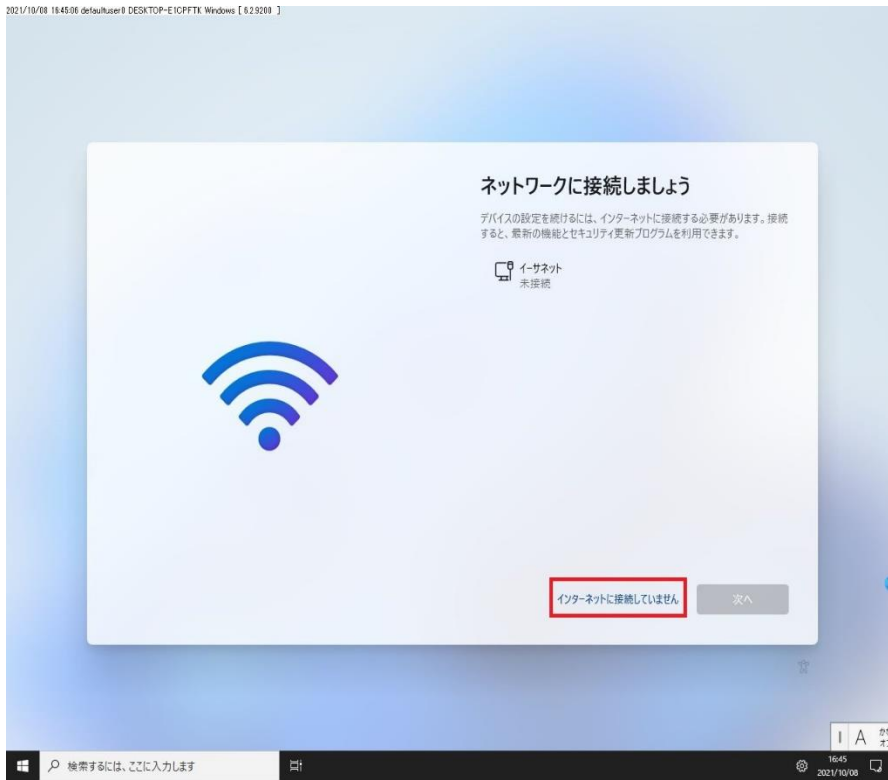 2021/10/08 16:45:06 defaultuser0 DESKTOP-E1CPFTK Windows [ 6.2.9200 ]
ネットワークに接続しましょう
デバイスの設定を続けるには、インターネットに接続する必要があります。接続
すると、最新の機能とセキュリティ更新プログラムを利用できます。
イーサネット
未接続
インターネットに接続していません
次へ
A
検索するには、ここに入力します
16:45
2021/10/08